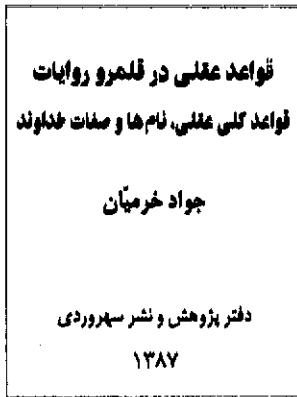 قواعد عقلی در قلمرو روایات
قواعد کلی عقلی، نام‌ها و صفات خداوند
جواد خرمیّان
دفتر پژوهش و نشر سهروردی
۱۳۸۷